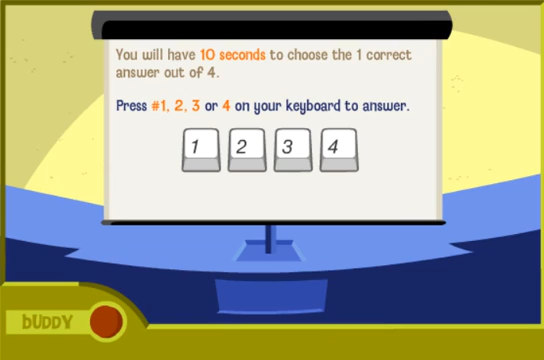 You will have 10 seconds to choose the 1 correct
answer out of 4.
Press #1, 2, 3 or 4 on your keyboard to answer.
1 2 3 4
bUDDY